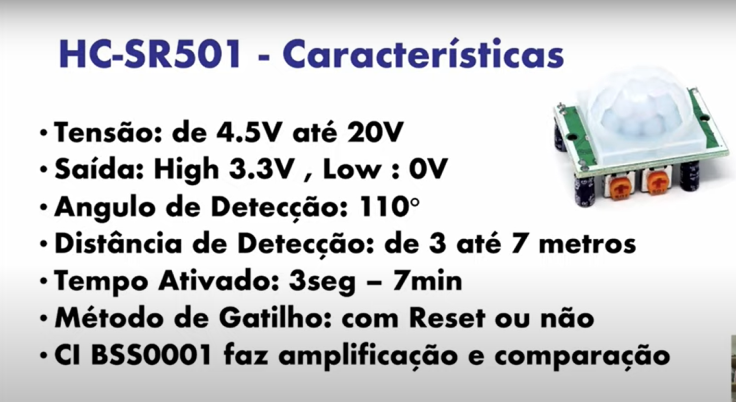 HC-SR501 - Características
• Tensão: de 4.5V até 20V
• Saída: High 3.3V , Low : 0V
• Angulo de Detecção: 110°
• Distância de Detecção: de 3 até 7 metros
• Tempo Ativado: 3seg – 7min
• Método de Gatilho: com Reset ou não
• CI BSS0001 faz amplificação e comparação